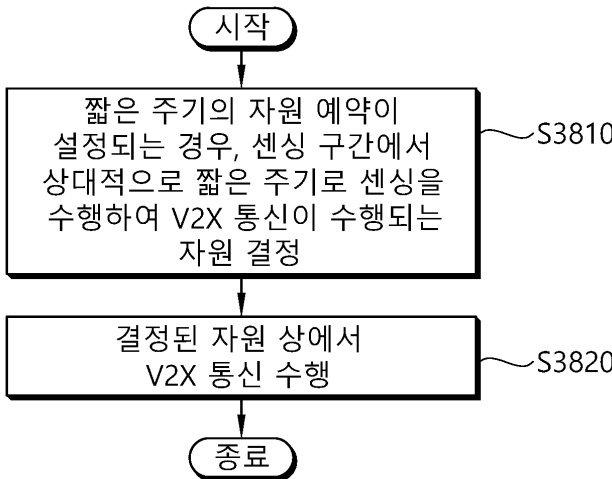 시작
짧은 주기의 자원 예약이
설정되는 경우, 센싱 구간에서
상대적으로 짧은 주기로 센싱을
수행하여 V2X 통신이 수행되는
자원 결정
S3810
결정된 자원 상에서
V2X 통신 수행
S3820
종료